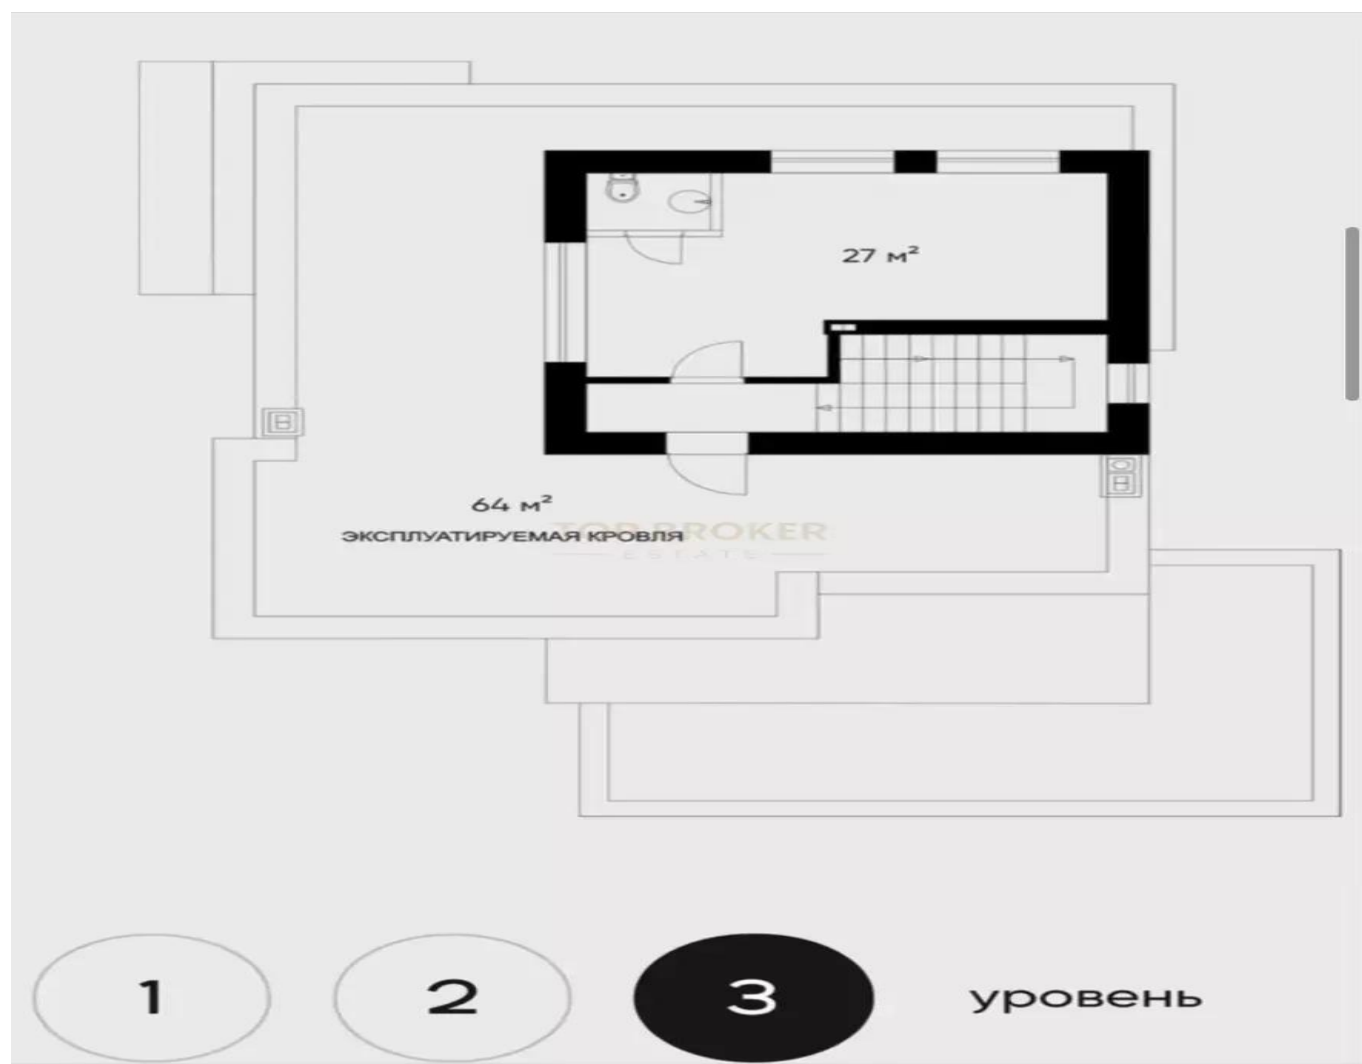 27 м²
64 м²
ЭКСПЛУАТИРУЕМАЯ КРОВЛЯ
TOP BROKER
ESTATE
1 2 3 уровень